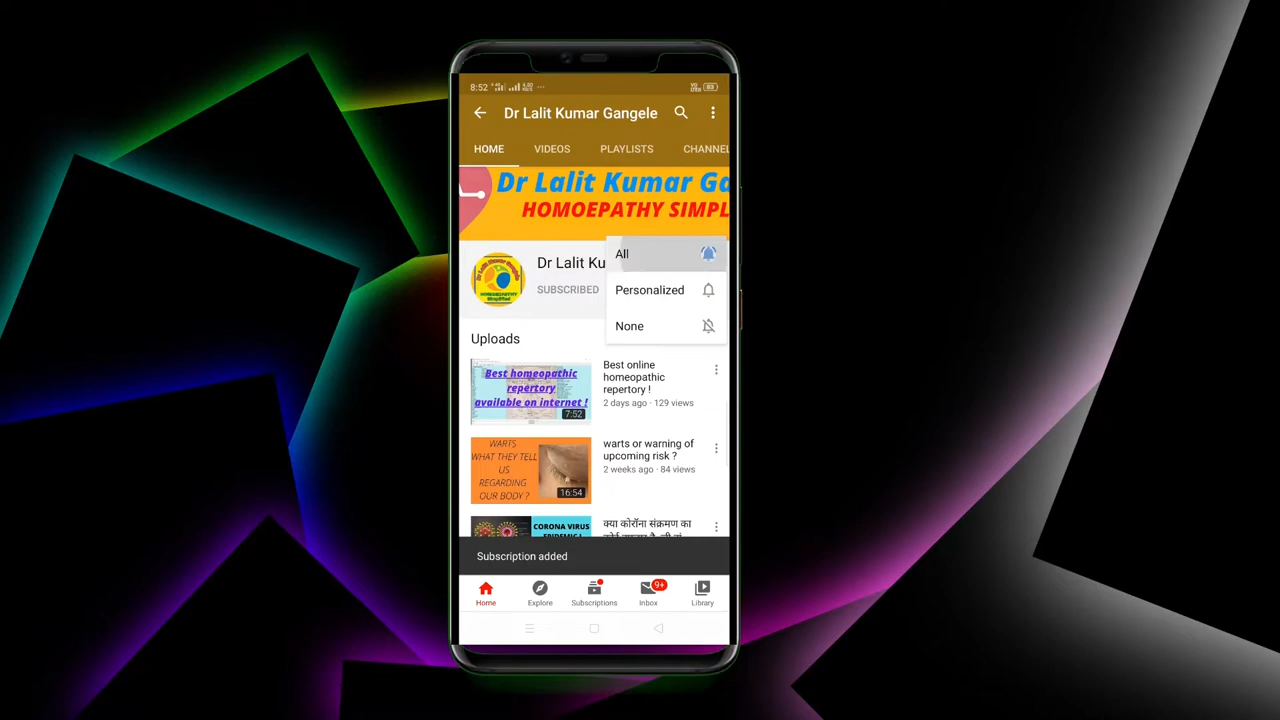 8:52
Dr Lalit Kumar Gangele
HOME VIDEOS PLAYLISTS CHANNEL
Dr Lalit Kumar Ga
HOMOEPATHY SIMPL
Dr Lalit Ku
SUBSCRIBED
All
Personalized
None
Uploads
Best homeopathic
repertory
available on internet !
7:52
Best online
homeopathic
repertory !
2 days ago · 129 views
WARTS
WHAT THEY TELL
US
REGARDING
OUR BODY ?
16:54
warts or warning of
upcoming risk ?
2 weeks ago · 84 views
CORONA VIRUS
क्या कोरॉना संक्रमण का
Subscription added
9+
Home Explore Subscriptions Inbox Library